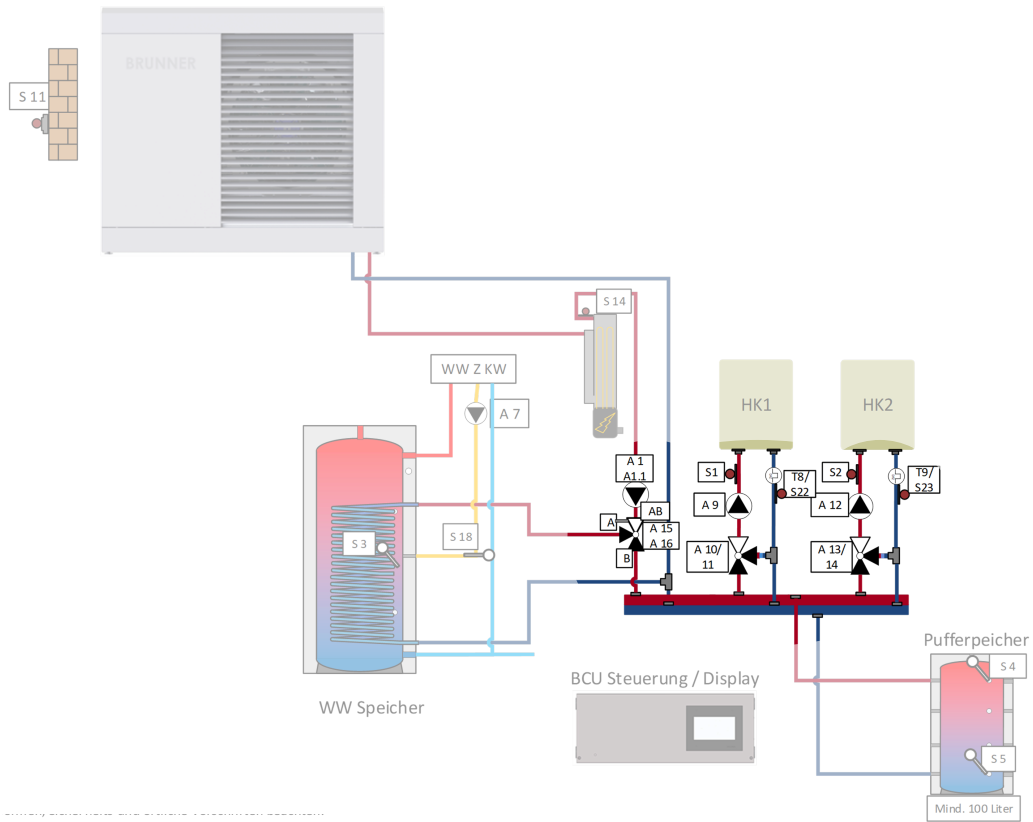 BRUNNER
S 11
S 14
WW Z KW
A 7
HK1
HK2
A 1
A1.1
S1
T8/
S22
S2
T9/
S23
A 9
A 12
A
AB
A 15
A 16
B
A 10/
11
A 13/
14
S 3
S 18
Pufferpeicher
S 4
S 5
Mind. 100 Liter
BCU Steuerung / Display
WW Speicher